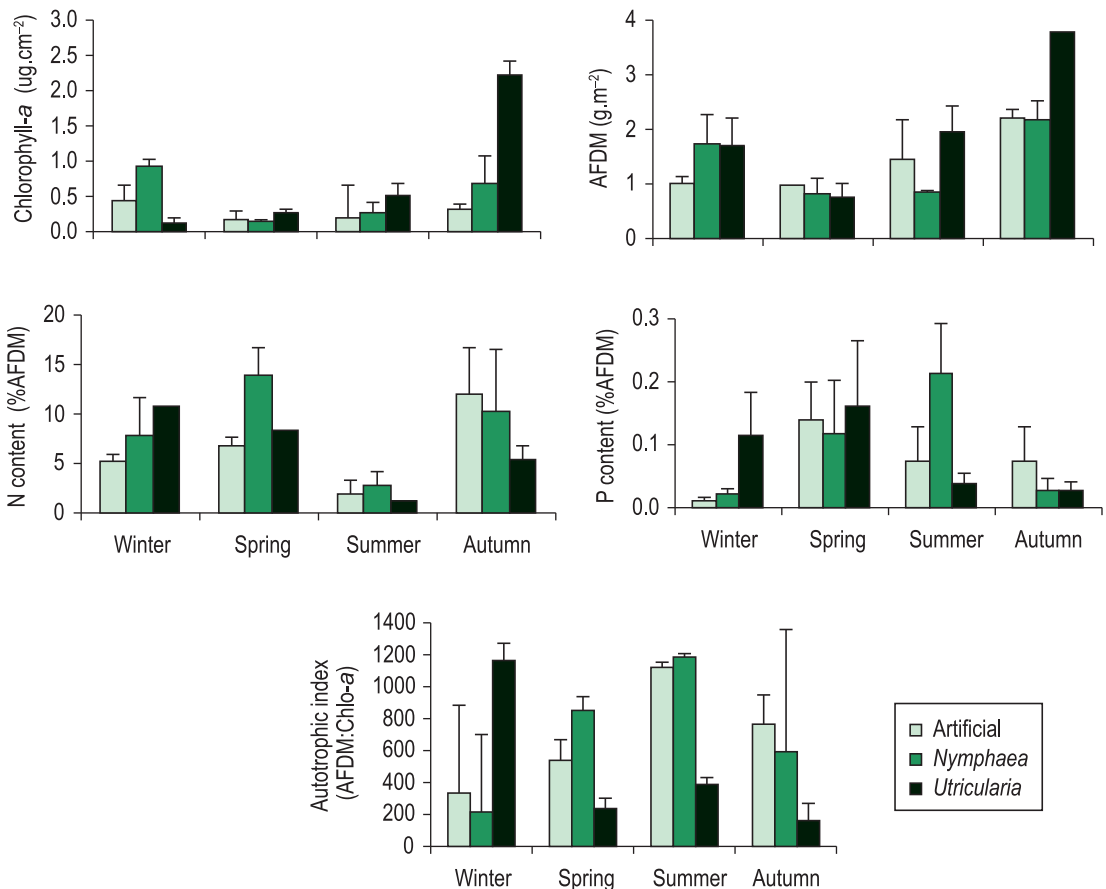 Chlorophyll-a (ug.cm⁻²)
3.0
2.5
2.0
1.5
1.0
0.5
0.0
AFDM (g.m⁻²)
4
3
2
1
0
N content (%AFDM)
20
15
10
5
0
Winter Spring Summer Autumn
P content (%AFDM)
0.3
0.2
0.1
0.0
Winter Spring Summer Autumn
Autotrophic index
(AFDM:Chlo-a)
1400
1200
1000
800
600
400
200
0
Winter Spring Summer Autumn
Artificial
Nymphaea
Utricularia